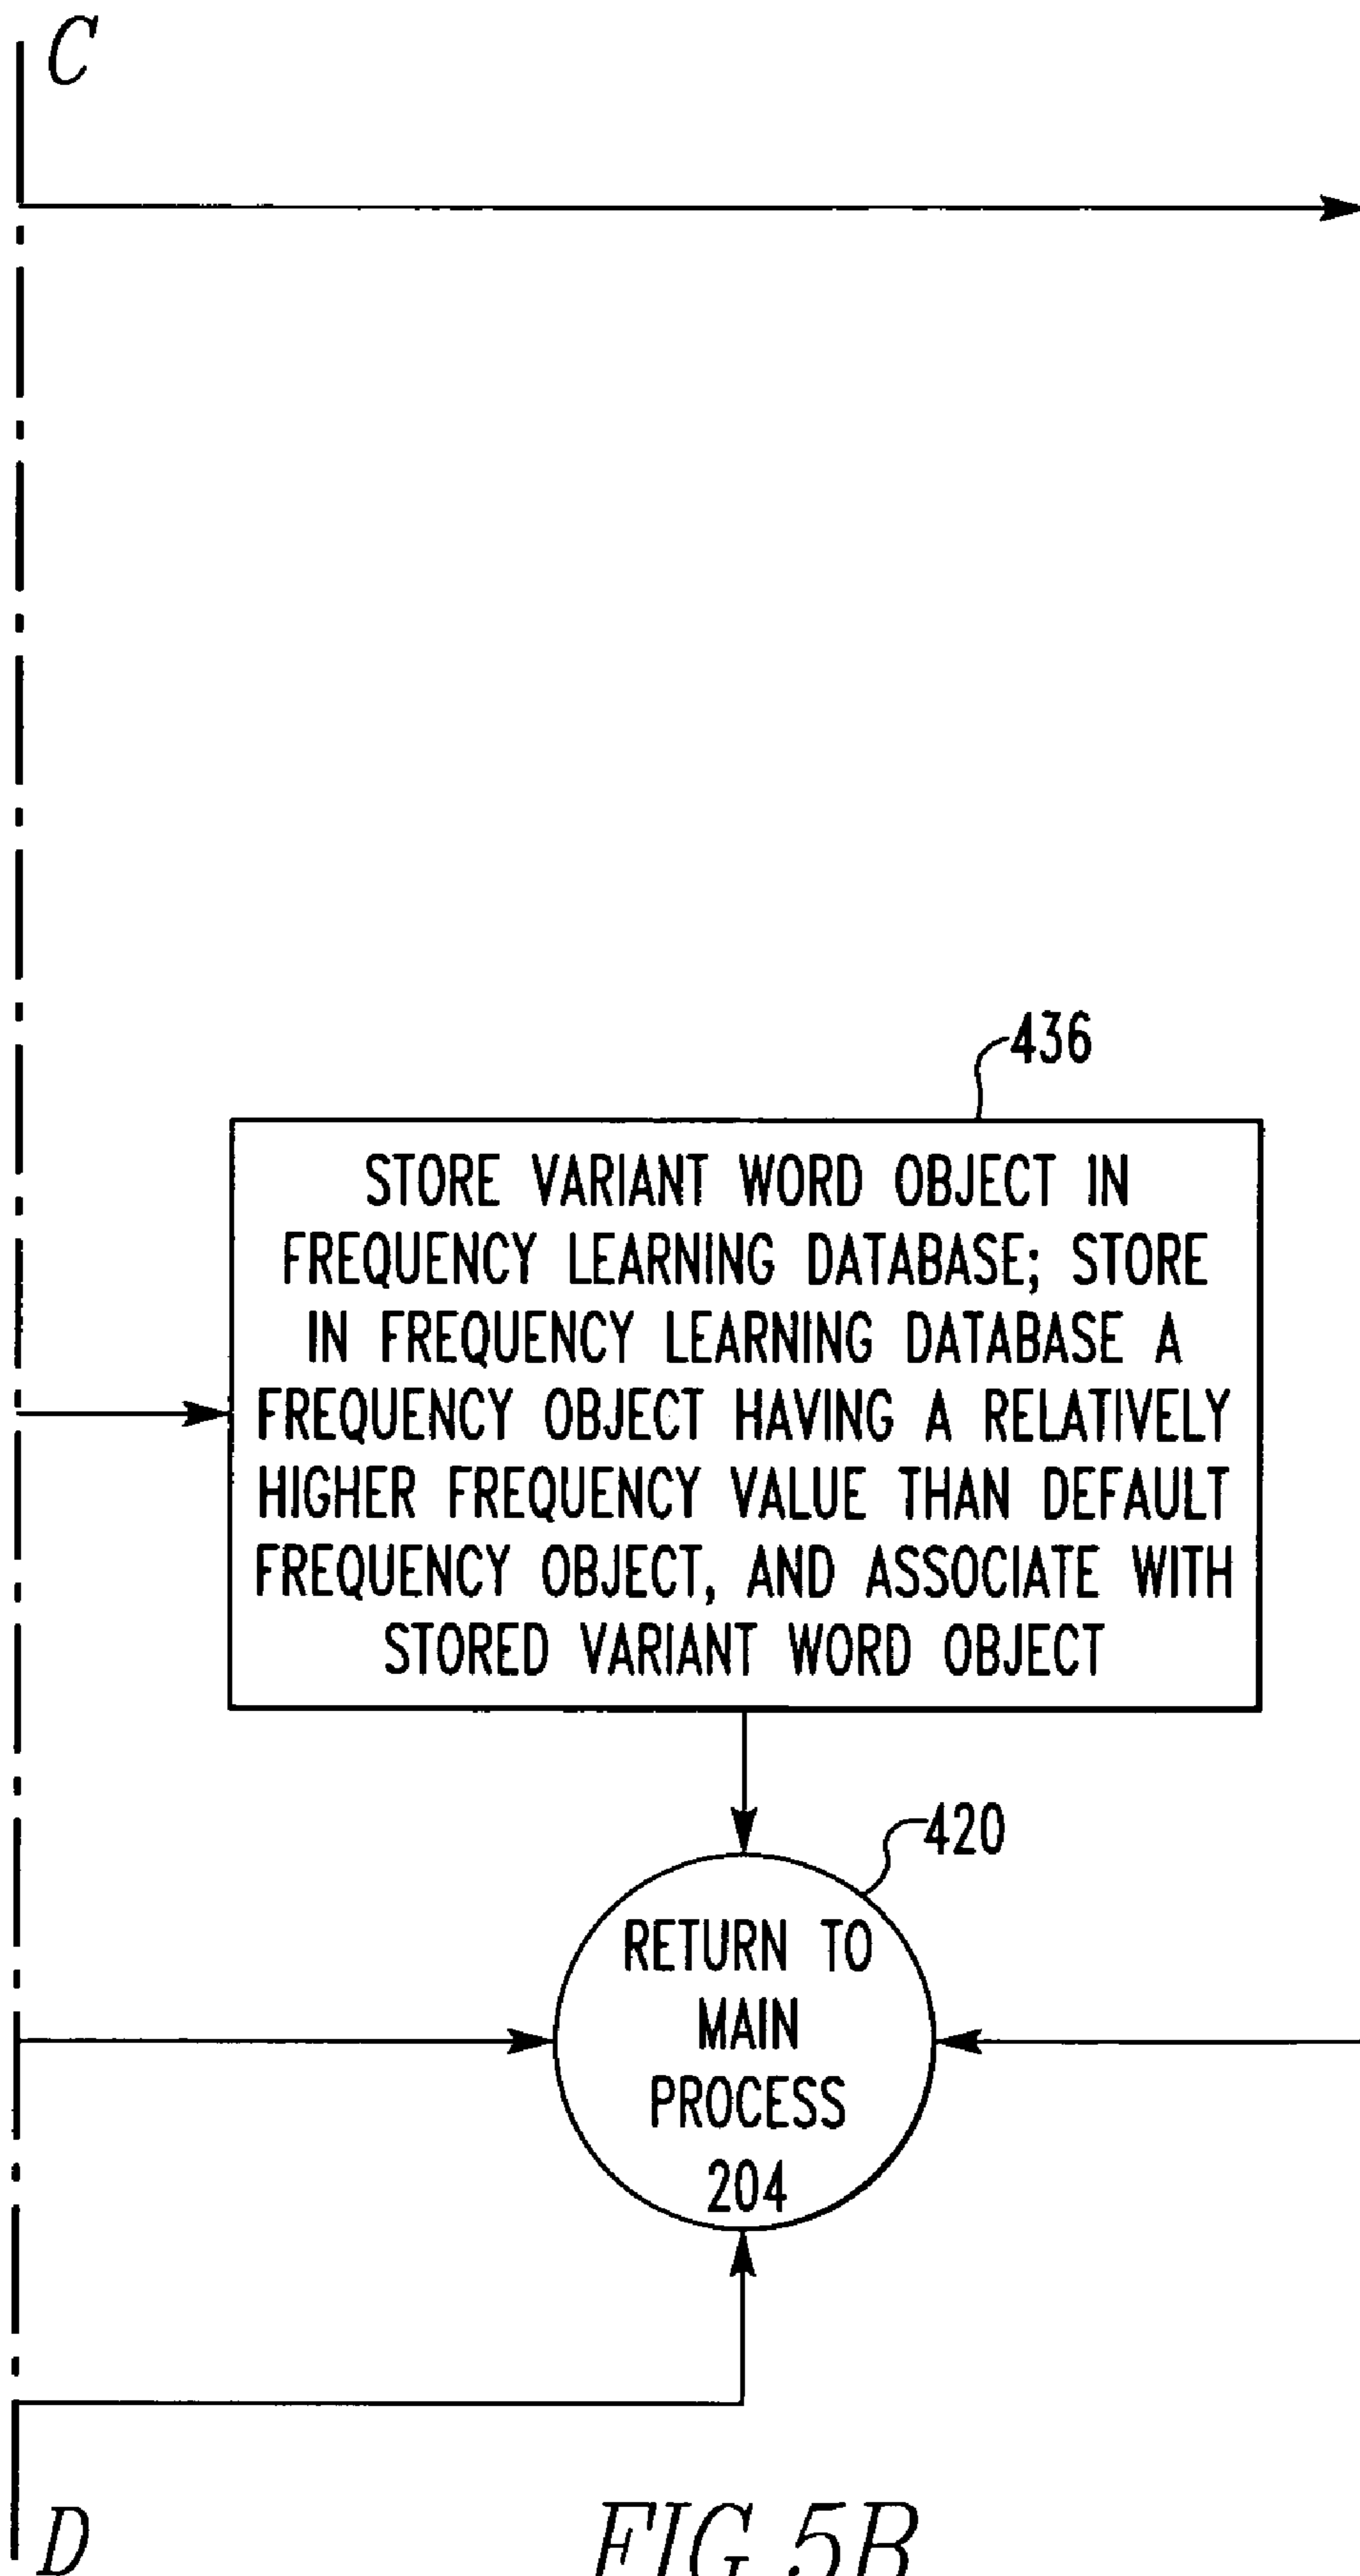 C
436
STORE VARIANT WORD OBJECT IN
FREQUENCY LEARNING DATABASE; STORE
IN FREQUENCY LEARNING DATABASE A
FREQUENCY OBJECT HAVING A RELATIVELY
HIGHER FREQUENCY VALUE THAN DEFAULT
FREQUENCY OBJECT, AND ASSOCIATE WITH
STORED VARIANT WORD OBJECT
420
RETURN TO
MAIN
PROCESS
204
D
FIG.5B